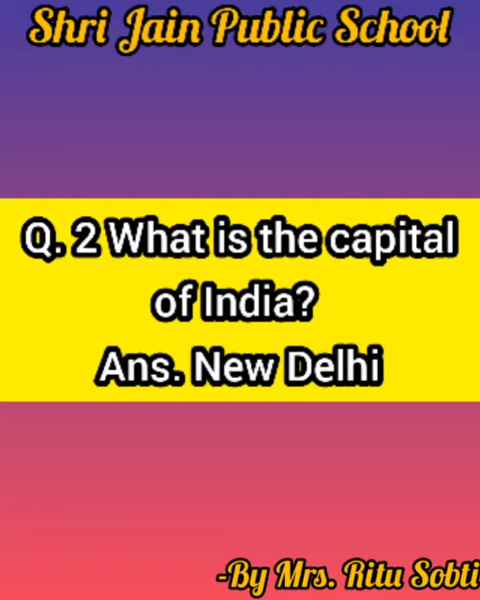 Shri Jain Public School
Q. 2 What is the capital
of India?
Ans. New Delhi
-By Mrs. Ritu Sobti